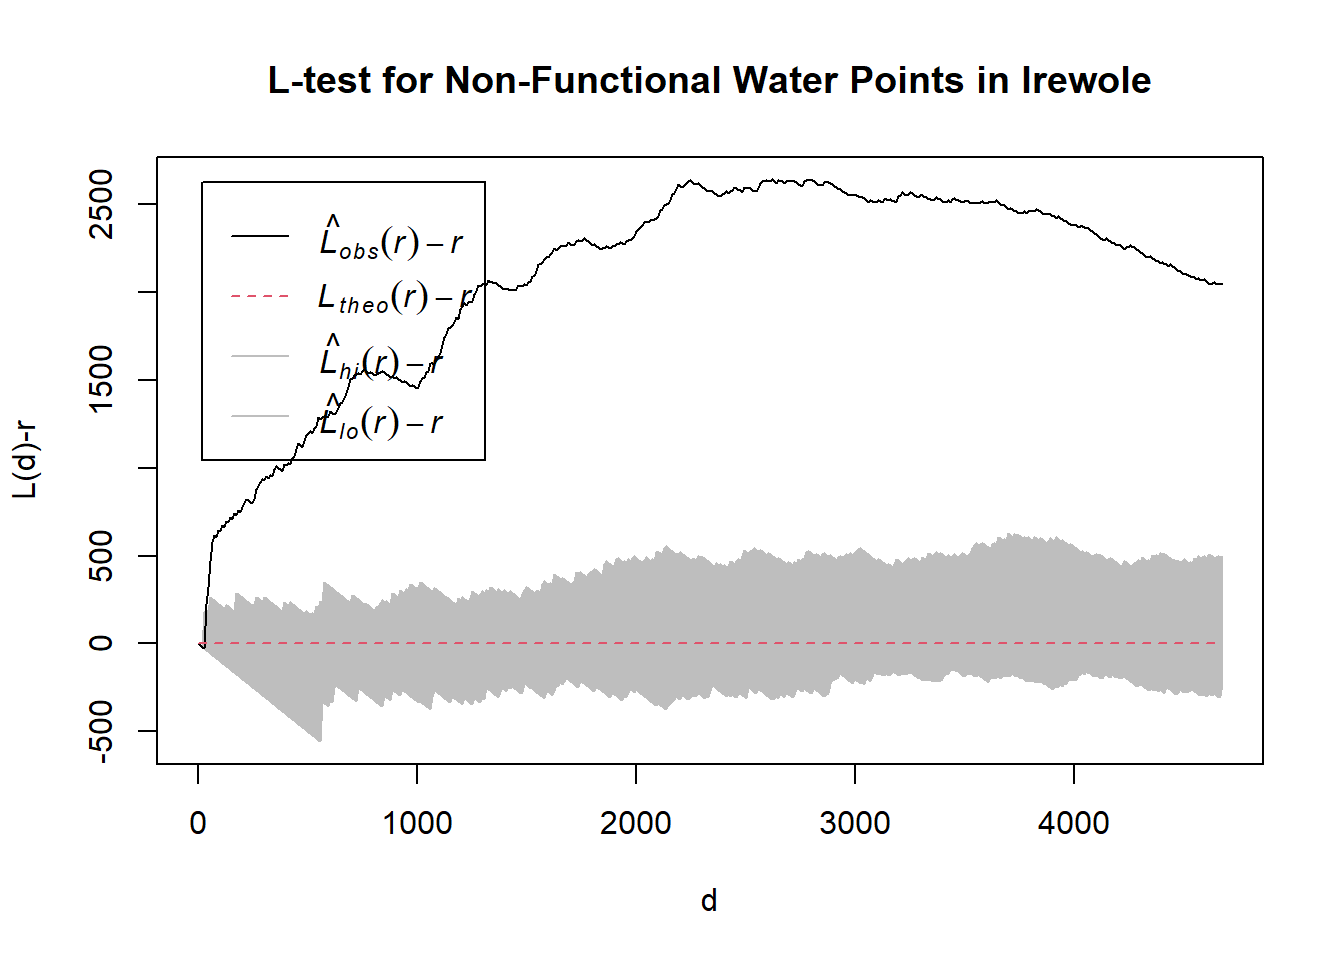 L-test for Non-Functional Water Points in Irewole
L̂obs(r) – r
Ltheo(r) – r
L̂hi(r) – r
L̂lo(r) – r
L(d)-r
2500
1500
500
0
-500
0 1000 2000 3000 4000
d